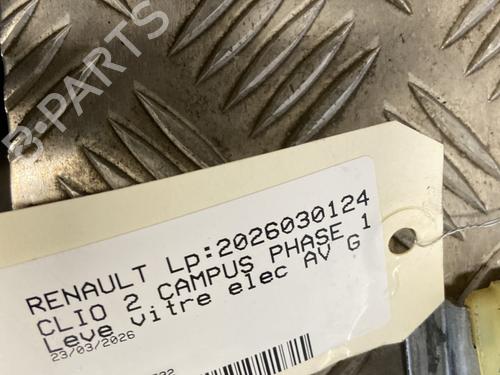 B-PARTS
RENAULT Lp:2026030124
CLIO 2 CAMPUS PHASE 1
Leve vitre elec AV G
23/03/2026